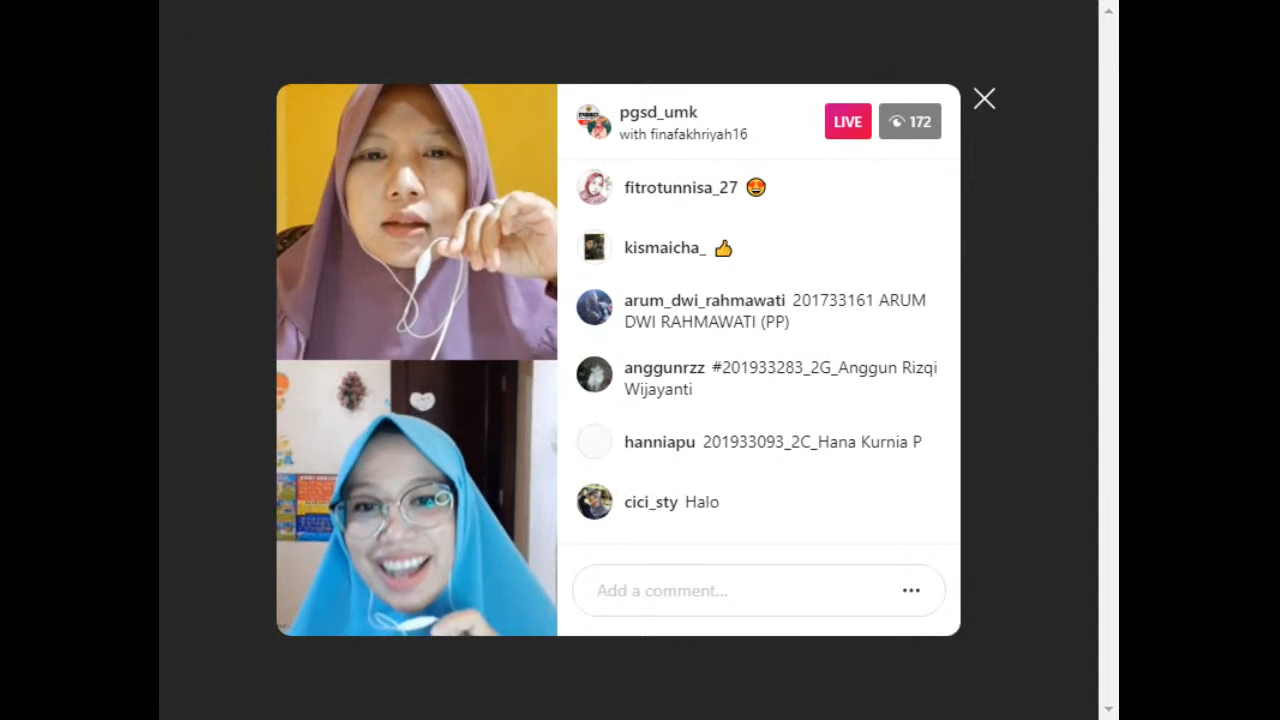 pgsd_umk
with finafakhriyah16
LIVE
172
fitrotunnisa_27
kismaicha_
arum_dwi_rahmawati 201733161 ARUM
DWI RAHMAWATI (PP)
anggunrzz #201933283_2G_Anggun Rizqi
Wijayanti
hanniapu 201933093_2C_Hana Kurnia P
cici_sty Halo
Add a comment...